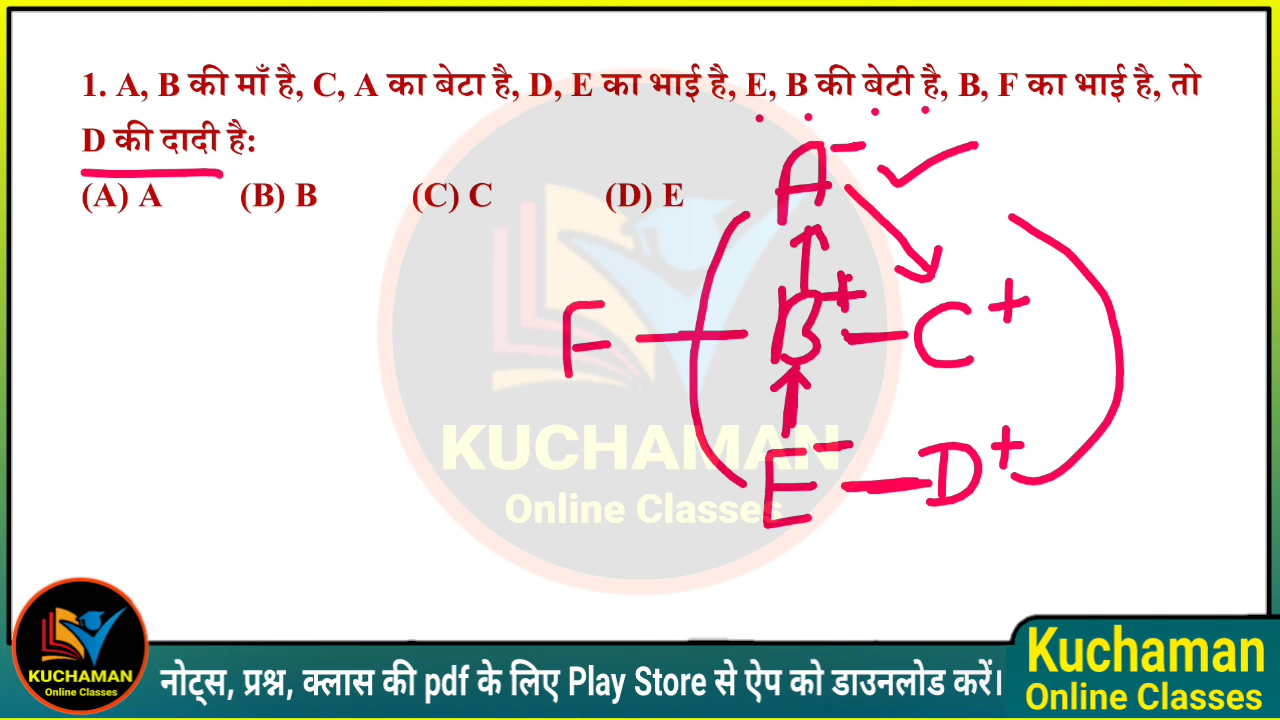 1. A, B की माँ है, C, A का बेटा है, D, E का भाई है, E, B की बेटी है, B, F का भाई है, तो
D की दादी है:
(A) A (B) B (C) C (D) E
A −
F — B + — C +
E − — D +
KUCHAMAN
Online Classes
KUCHAMAN
Online Classes
नोट्स, प्रश्न, क्लास की pdf के लिए Play Store से ऐप को डाउनलोड करें।
Kuchaman
Online Classes